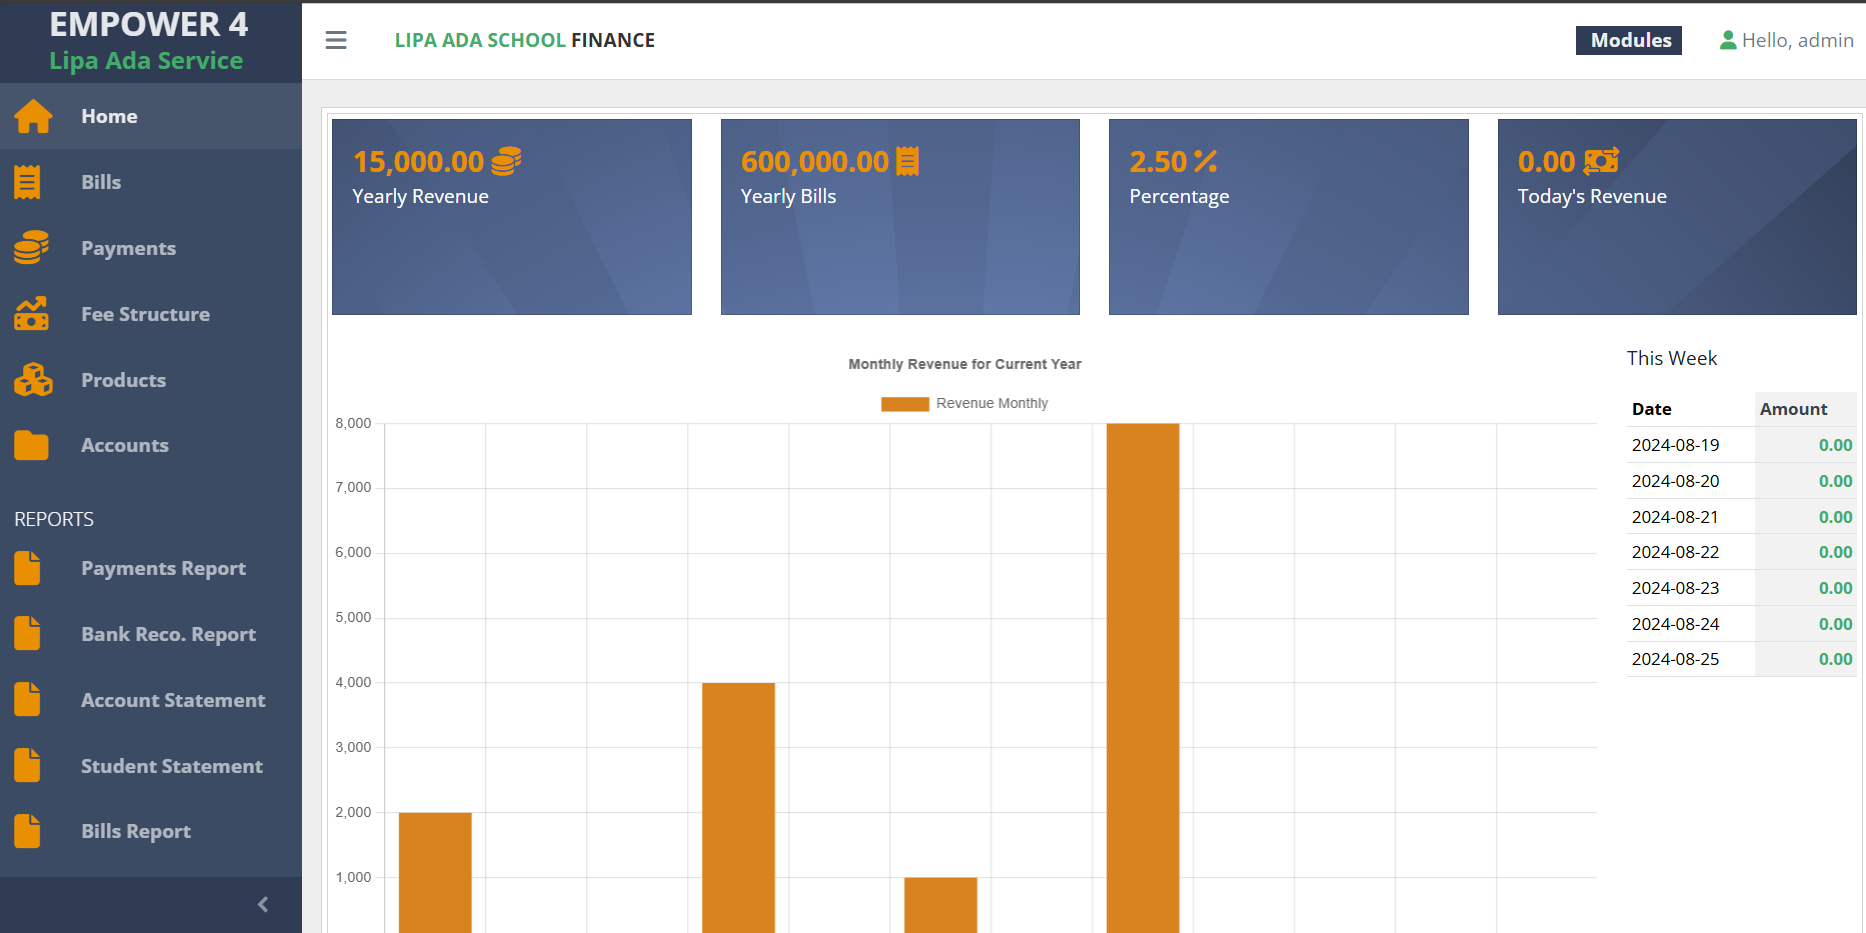 EMPOWER 4
Lipa Ada Service
Home
Bills
Payments
Fee Structure
Products
Accounts
REPORTS
Payments Report
Bank Reco. Report
Account Statement
Student Statement
Bills Report
LIPA ADA SCHOOL FINANCE
Modules
Hello, admin
15,000.00
Yearly Revenue
600,000.00
Yearly Bills
2.50 %
Percentage
0.00
Today's Revenue
Monthly Revenue for Current Year
Revenue Monthly
8,000
7,000
6,000
5,000
4,000
3,000
2,000
1,000
This Week
Date Amount
2024-08-19 0.00
2024-08-20 0.00
2024-08-21 0.00
2024-08-22 0.00
2024-08-23 0.00
2024-08-24 0.00
2024-08-25 0.00